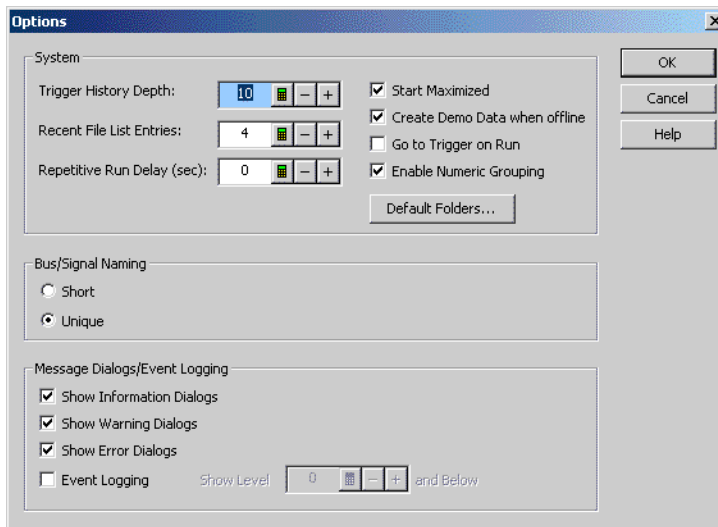 Options
System
Trigger History Depth: 10
Recent File List Entries: 4
Repetitive Run Delay (sec): 0
Start Maximized
Create Demo Data when offline
Go to Trigger on Run
Enable Numeric Grouping
Default Folders...
OK
Cancel
Help
Bus/Signal Naming
Short
Unique
Message Dialogs/Event Logging
Show Information Dialogs
Show Warning Dialogs
Show Error Dialogs
Event Logging Show Level 0 and Below